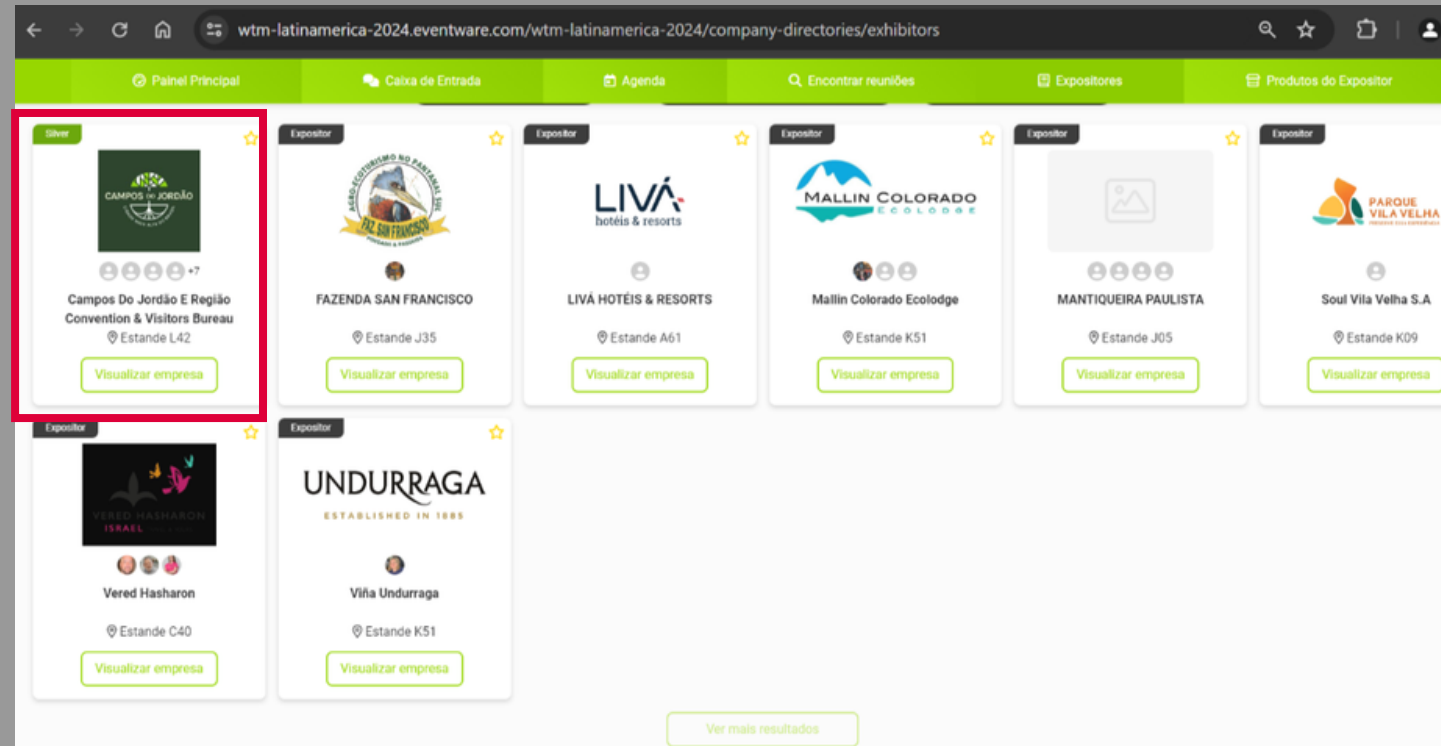 wtm-latinamerica-2024.eventware.com/wtm-latinamerica-2024/company-directories/exhibitors
Painel Principal
Caixa de Entrada
Agenda
Encontrar reuniões
Expositores
Produtos do Expositor
Silver
CAMPOS DO JORDÃO
+7
Campos Do Jordão E Região
Convention & Visitors Bureau
Estande L42
Visualizar empresa
Expositor
AGRO-ECOTURISMO NO PANTANAL SUL
FAZ. SAN FRANCISCO
FAZENDA SAN FRANCISCO
Estande J35
Visualizar empresa
Expositor
LIVÁ
hotéis & resorts
LIVÁ HOTÉIS & RESORTS
Estande A61
Visualizar empresa
Expositor
MALLIN COLORADO
ECOLODGE
Mallin Colorado Ecolodge
Estande K51
Visualizar empresa
Expositor
MANTIQUEIRA PAULISTA
Estande J05
Visualizar empresa
Expositor
PARQUE
VILA VELHA
Soul Vila Velha S.A
Estande K09
Visualizar empresa
Expositor
VERED HASHARON
ISRAEL
Vered Hasharon
Estande C40
Visualizar empresa
Expositor
UNDURRAGA
ESTABLISHED IN 1885
Viña Undurraga
Estande K51
Visualizar empresa
Ver mais resultados